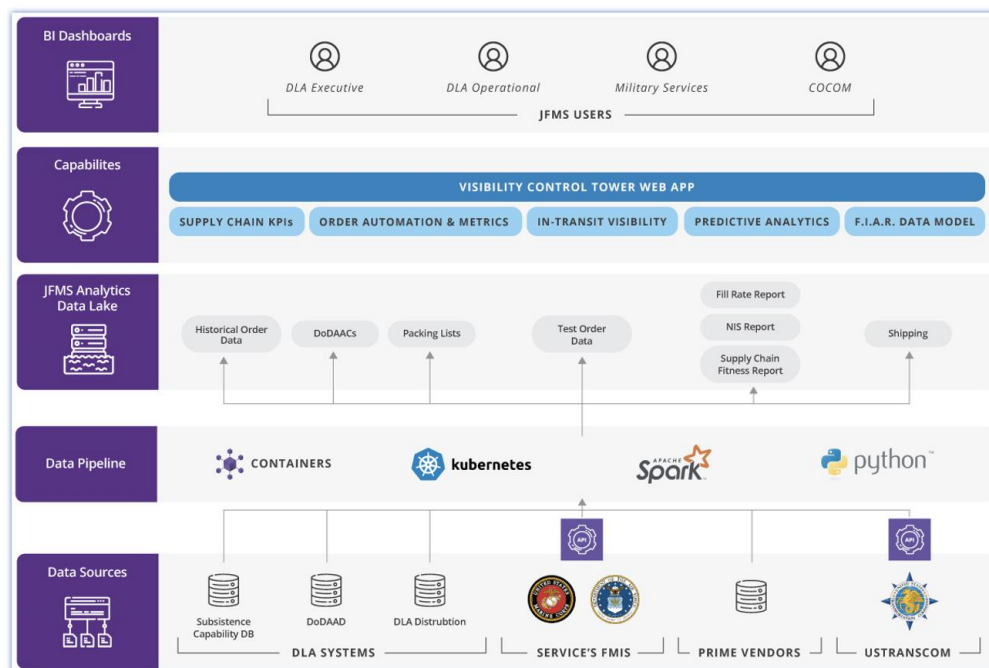 BI Dashboards
DLA Executive
DLA Operational
Military Services
COCOM
JFMS USERS
Capabilites
VISIBILITY CONTROL TOWER WEB APP
SUPPLY CHAIN KPIs
ORDER AUTOMATION & METRICS
IN-TRANSIT VISIBILITY
PREDICTIVE ANALYTICS
F.I.A.R. DATA MODEL
JFMS Analytics
Data Lake
Historical Order
Data
DoDAACs
Packing Lists
Test Order
Data
Fill Rate Report
NIS Report
Supply Chain
Fitness Report
Shipping
Data Pipeline
CONTAINERS
kubernetes
APACHE
Spark
python
Data Sources
API
API
Subsistence
Capability DB
DoDAAD
DLA Distrubtion
DLA SYSTEMS
UNITED STATES
MARINE CORPS
SERVICE'S FMIS
PRIME VENDORS
USTRANSCOM